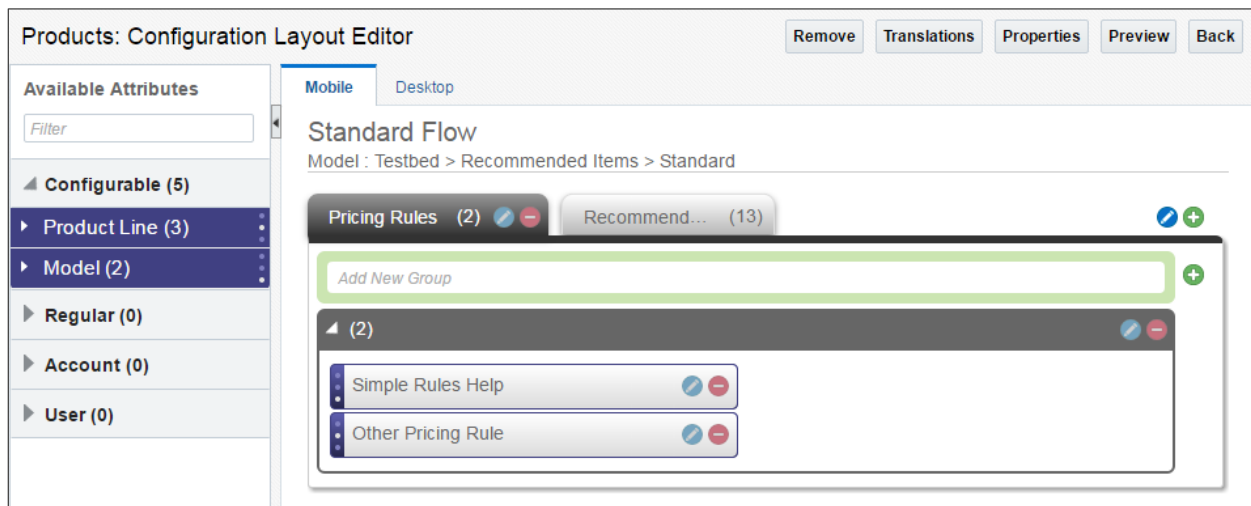 Products: Configuration Layout Editor
Remove
Translations
Properties
Preview
Back
Available Attributes
Filter
Configurable (5)
Product Line (3)
Model (2)
Regular (0)
Account (0)
User (0)
Mobile
Desktop
Standard Flow
Model : Testbed > Recommended Items > Standard
Pricing Rules (2)
Recommend... (13)
Add New Group
(2)
Simple Rules Help
Other Pricing Rule